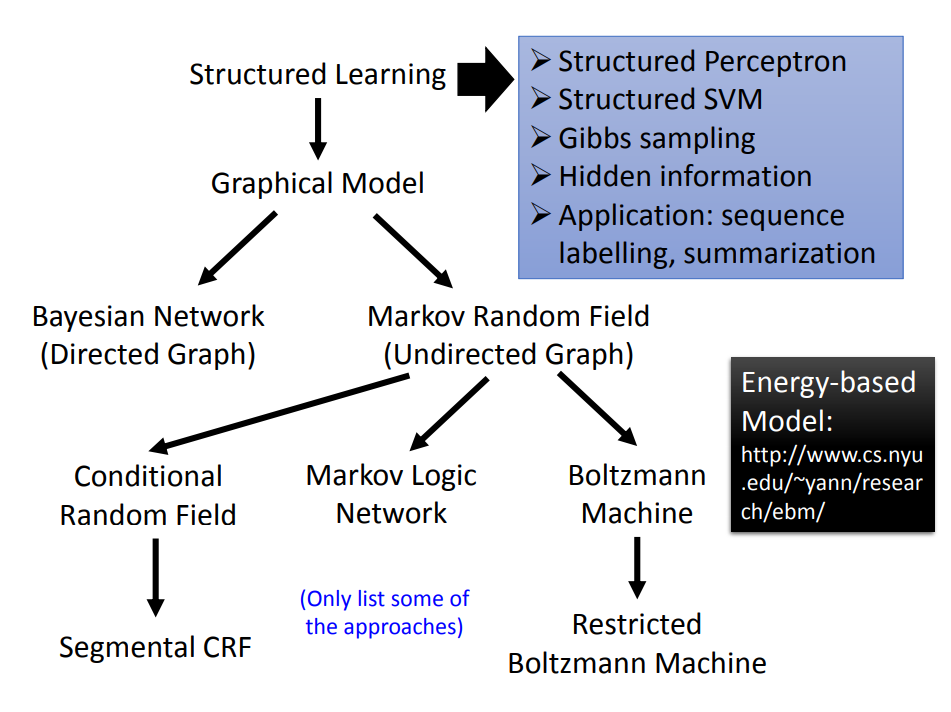 Structured Learning
➢ Structured Perceptron
➢ Structured SVM
➢ Gibbs sampling
➢ Hidden information
➢ Application: sequence
labelling, summarization
Graphical Model
Bayesian Network
(Directed Graph)
Markov Random Field
(Undirected Graph)
Energy-based
Model:
http://www.cs.nyu
.edu/~yann/resear
ch/ebm/
Conditional
Random Field
Markov Logic
Network
Boltzmann
Machine
(Only list some of
the approaches)
Segmental CRF
Restricted
Boltzmann Machine